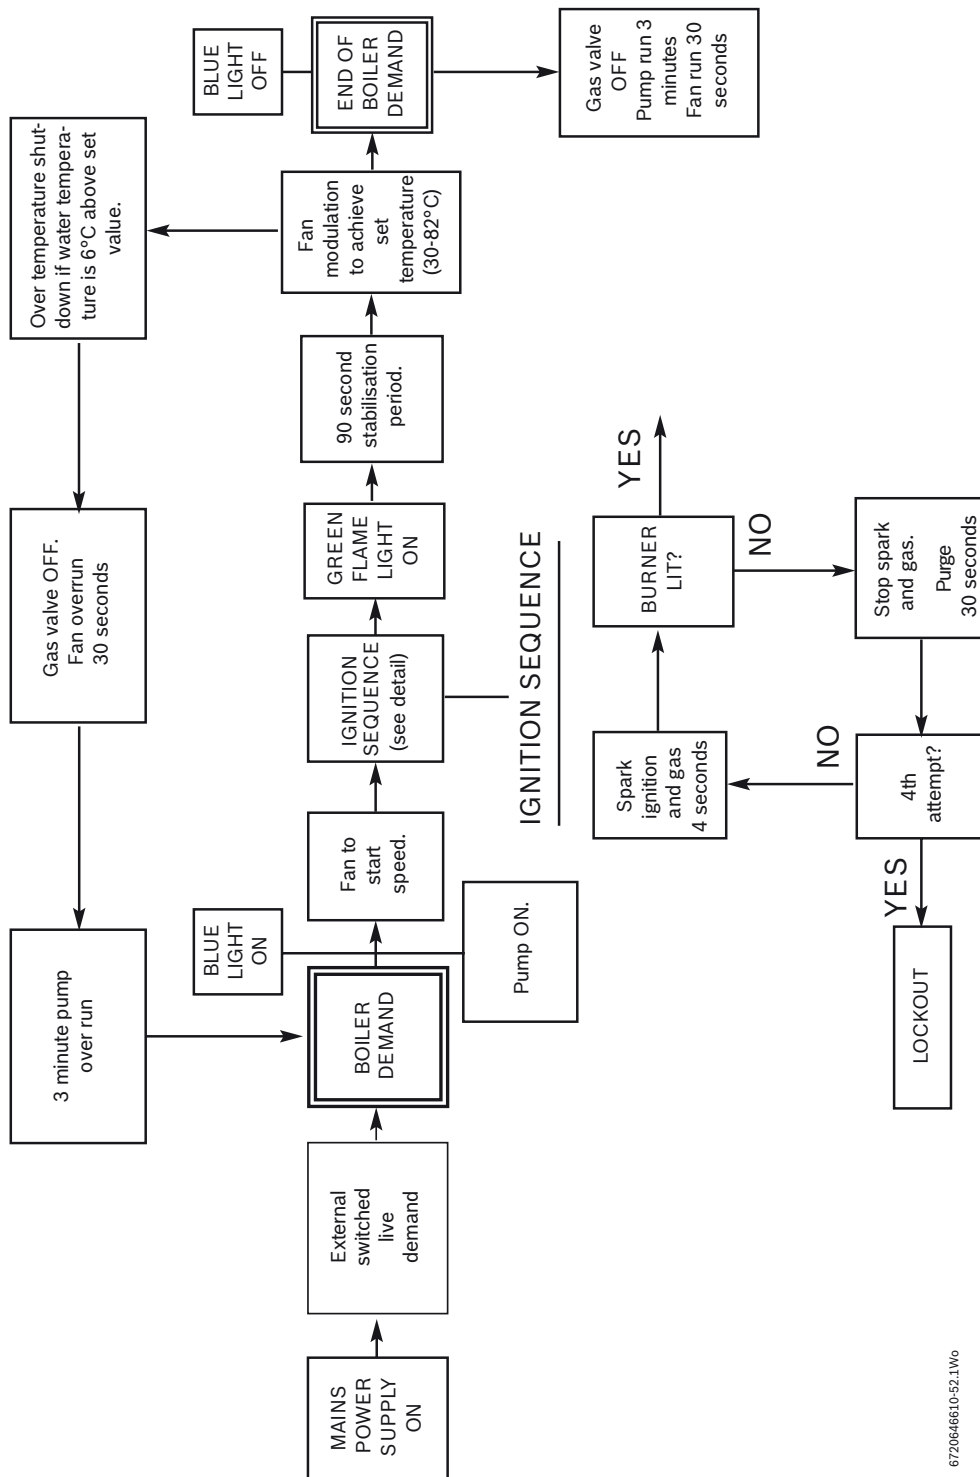 MAINS
POWER
SUPPLY
ON
External
switched
live
demand
BOILER
DEMAND
BLUE
LIGHT
ON
Pump ON.
Fan to
start
speed.
IGNITION
SEQUENCE
(see detail)
GREEN
FLAME
LIGHT
ON
90 second
stabilisation
period.
Fan
modulation
to achieve
set
temperature
(30-82°C)
END OF
BOILER
DEMAND
BLUE
LIGHT
OFF
Gas valve
OFF
Pump run 3
minutes
Fan run 30
seconds
Over temperature shut-
down if water tempera-
ture is 6°C above set
value.
Gas valve OFF.
Fan overrun
30 seconds
3 minute pump
over run
IGNITION SEQUENCE
Spark
ignition
and gas
4 seconds
BURNER
LIT?
YES
NO
Stop spark
and gas.
Purge
30 seconds
4th
attempt?
NO
YES
LOCKOUT
6720646610-52.1Wo